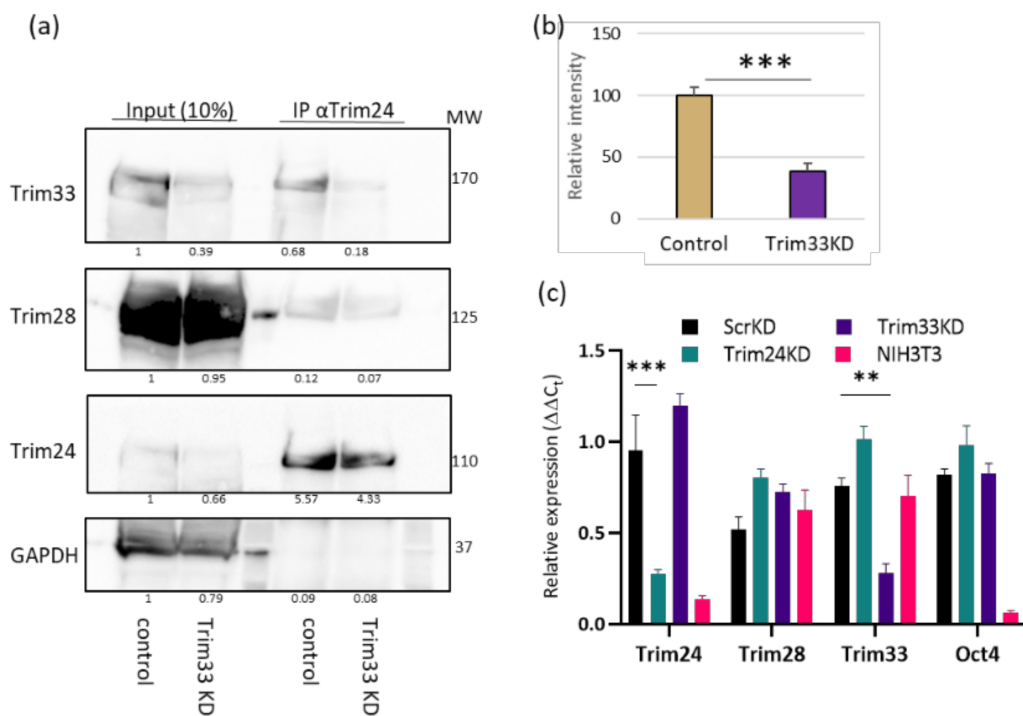 (a)
Input (10%) IP αTrim24 MW
Trim33 170
1 0.39 0.68 0.18
Trim28 125
1 0.95 0.12 0.07
Trim24 110
1 0.66 5.57 4.33
GAPDH 37
1 0.79 0.09 0.08
control Trim33 KD control Trim33 KD
(b)
150
100
50
0
Relative intensity
***
Control Trim33KD
(c)
ScrKD Trim33KD
Trim24KD NIH3T3
1.5
1.0
0.5
0.0
Relative expression (ΔΔCt)
*** **
Trim24 Trim28 Trim33 Oct4